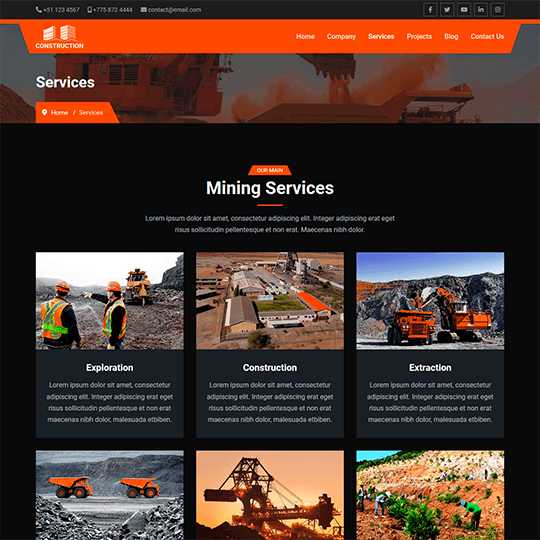 +51 123 4567 +775 872 4444 contact@email.com
CONSTRUCTION
Home Company Services Projects Blog Contact Us
Services
Home / Services
OUR MAIN
Mining Services
Lorem ipsum dolor sit amet, consectetur adipiscing elit. Integer adipiscing erat eget
risus sollicitudin pellentesque et non erat. Maecenas nibh dolor.
Exploration
Lorem ipsum dolor sit amet, consectetur
adipiscing elit. Integer adipiscing erat eget
risus sollicitudin pellentesque et non erat
maecenas nibh dolor, malesuada etbiben.
Construction
Lorem ipsum dolor sit amet, consectetur
adipiscing elit. Integer adipiscing erat eget
risus sollicitudin pellentesque et non erat
maecenas nibh dolor, malesuada etbiben.
Extraction
Lorem ipsum dolor sit amet, consectetur
adipiscing elit. Integer adipiscing erat eget
risus sollicitudin pellentesque et non erat
maecenas nibh dolor, malesuada etbiben.